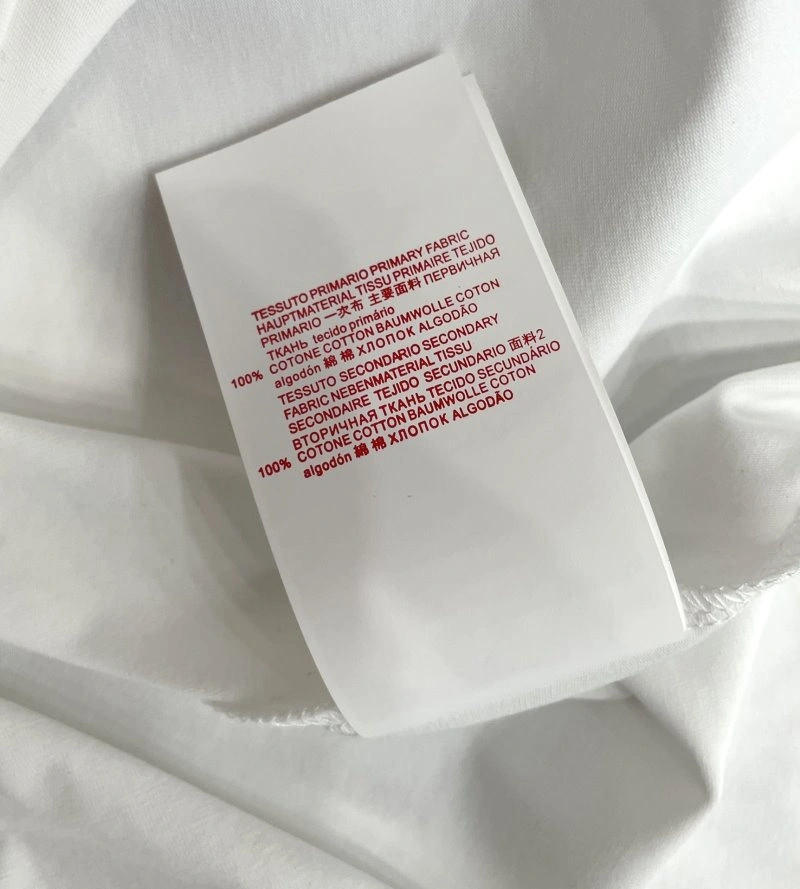 TESSUTO PRIMARIO PRIMARY FABRIC
HAUPTMATERIAL TISSU PRIMAIRE TEJIDO
PRIMARIO 一次布 主要面料 ПЕРВИЧНАЯ
ТКАНЬ tecido primário
100% COTONE COTTON BAUMWOLLE COTON
algodón 綿 棉 ХЛОПОК ALGODÃO
TESSUTO SECONDARIO SECONDARY
FABRIC NEBENMATERIAL TISSU
SECONDAIRE TEJIDO SECUNDARIO 面料2
ВТОРИЧНАЯ ТКАНЬ TECIDO SECUNDÁRIO
100% COTONE COTTON BAUMWOLLE COTON
algodón 綿 棉 ХЛОПОК ALGODÃO